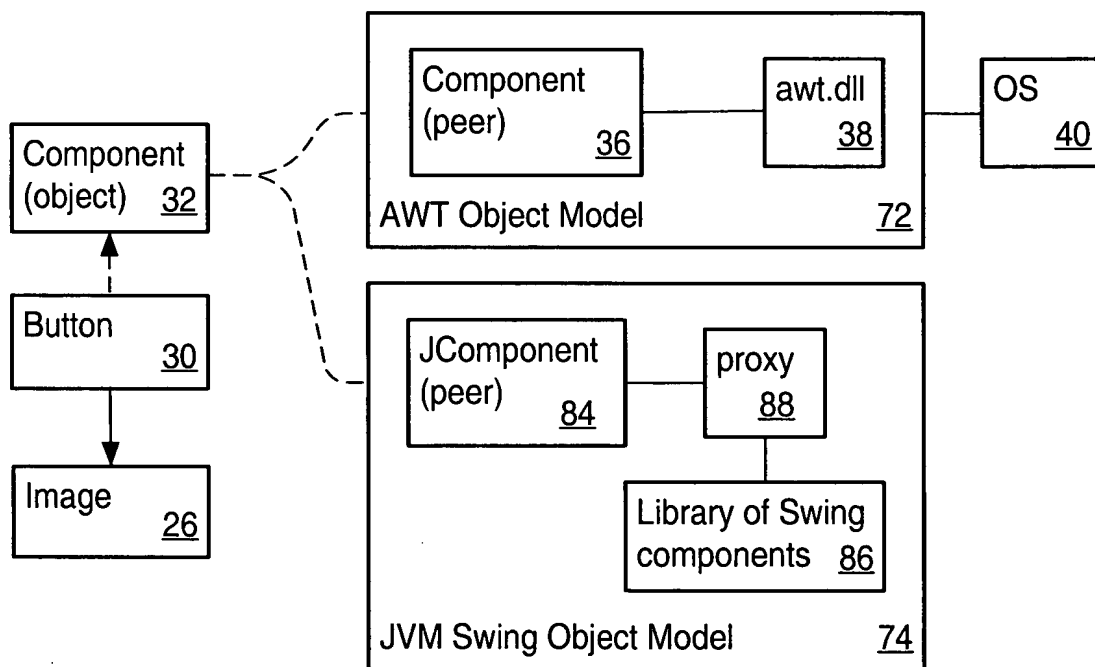 Component
(object) 32
Button
30
Image
26
Component
(peer)
36
awt.dll
38
AWT Object Model 72
OS
40
JComponent
(peer)
84
proxy
88
Library of Swing
components 86
JVM Swing Object Model 74